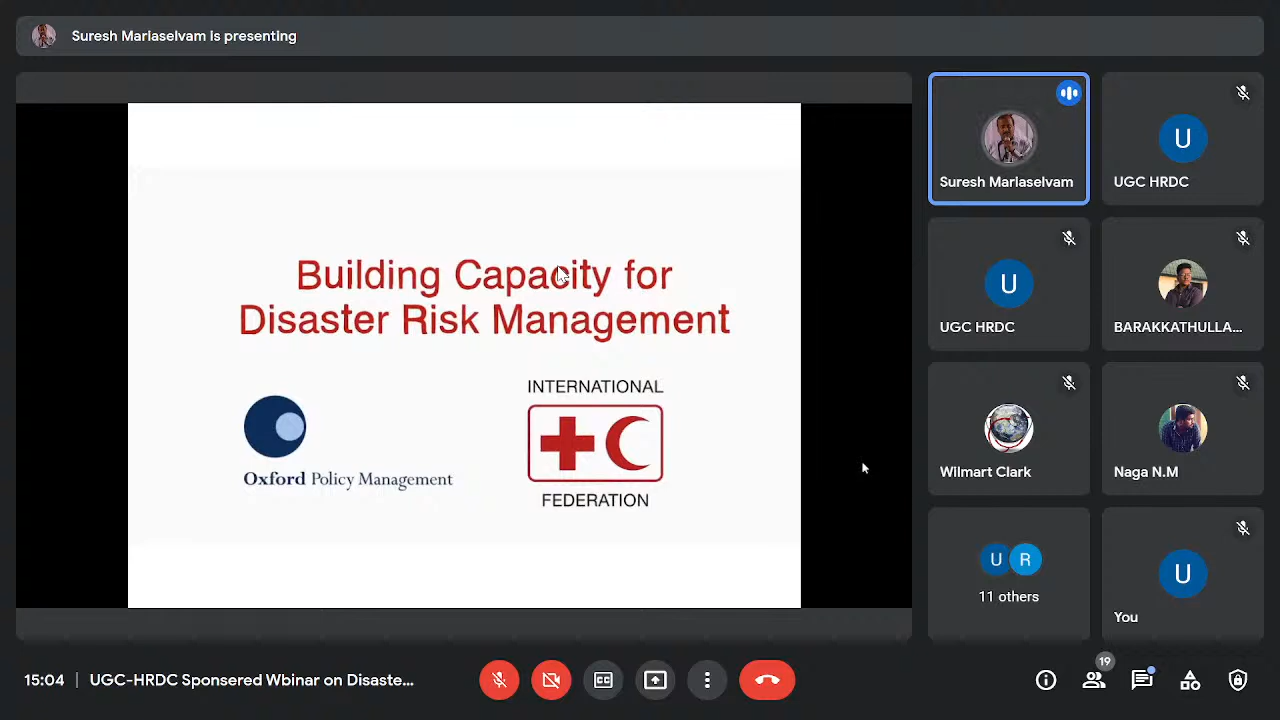 Suresh Mariaselvam is presenting
Building Capacity for
Disaster Risk Management
Oxford Policy Management
INTERNATIONAL
FEDERATION
Suresh Mariaselvam
UGC HRDC
UGC HRDC
BARAKKATHULLA...
Wilmart Clark
Naga N.M
U
U
U
R
11 others
U
You
15:04 | UGC-HRDC Sponsered Wbinar on Disaste...
CC
19